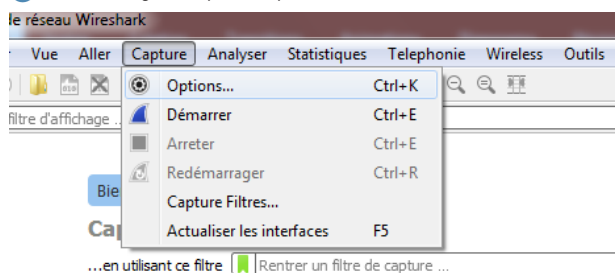 de réseau Wireshark
Vue Aller Capture Analyser Statistiques Telephonie Wireless Outils
filtre d'affichage ...
Options... Ctrl+K
Démarrer Ctrl+E
Arreter Ctrl+E
Redémarrager Ctrl+R
Capture Filtres...
Actualiser les interfaces F5
Bie
Cap
...en utilisant ce filtre Rentrer un filtre de capture ...